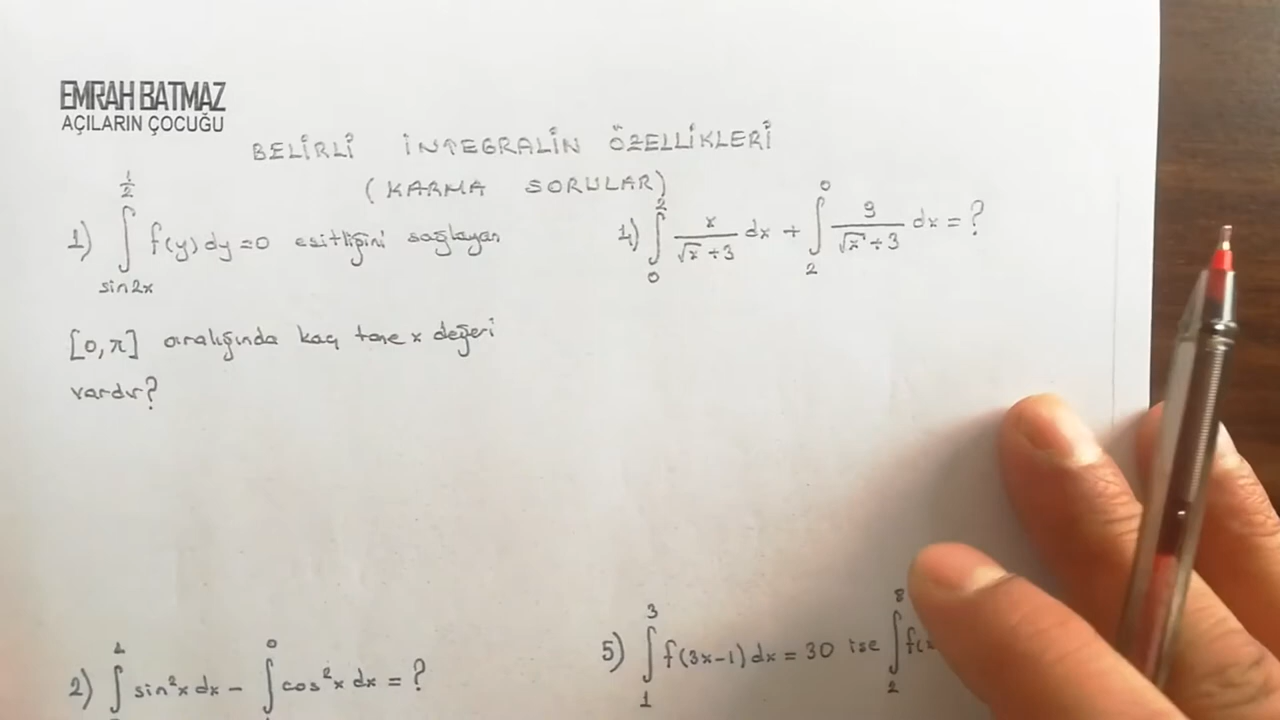 EMRAH BATMAZ
AÇILARIN ÇOCUĞU
BELİRLİ İNTEGRALİN ÖZELLİKLERİ
(KARMA SORULAR)
1) ∫_{sin2x}^{1/2} f(y) dy = 0 eşitliğini sağlayan
[0, π] aralığında kaç tane x değeri
vardır?
2) ∫ sin²x dx - ∫^{0} cos²x dx = ?
4) ∫_{0}^{2} x/(√x + 3) dx + ∫_{2}^{0} 9/(√x + 3) dx = ?
5) ∫_{1}^{3} f(3x-1) dx = 30 ise ∫_{2}^{8} f(x